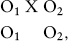 O₁ X O₂
O₁ O₂,